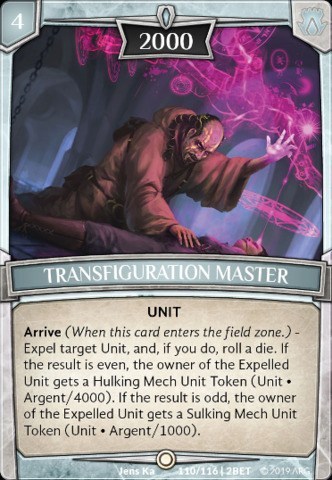 4
2000
TRANSFIGURATION MASTER
UNIT
Arrive (When this card enters the field zone.) -
Expel target Unit, and, if you do, roll a die. If
the result is even, the owner of the Expelled
Unit gets a Hulking Mech Unit Token (Unit •
Argent/4000). If the result is odd, the owner
of the Expelled Unit gets a Sulking Mech Unit
Token (Unit • Argent/1000).
Jens Ka 110/116 | 2BET © 2019 ARG